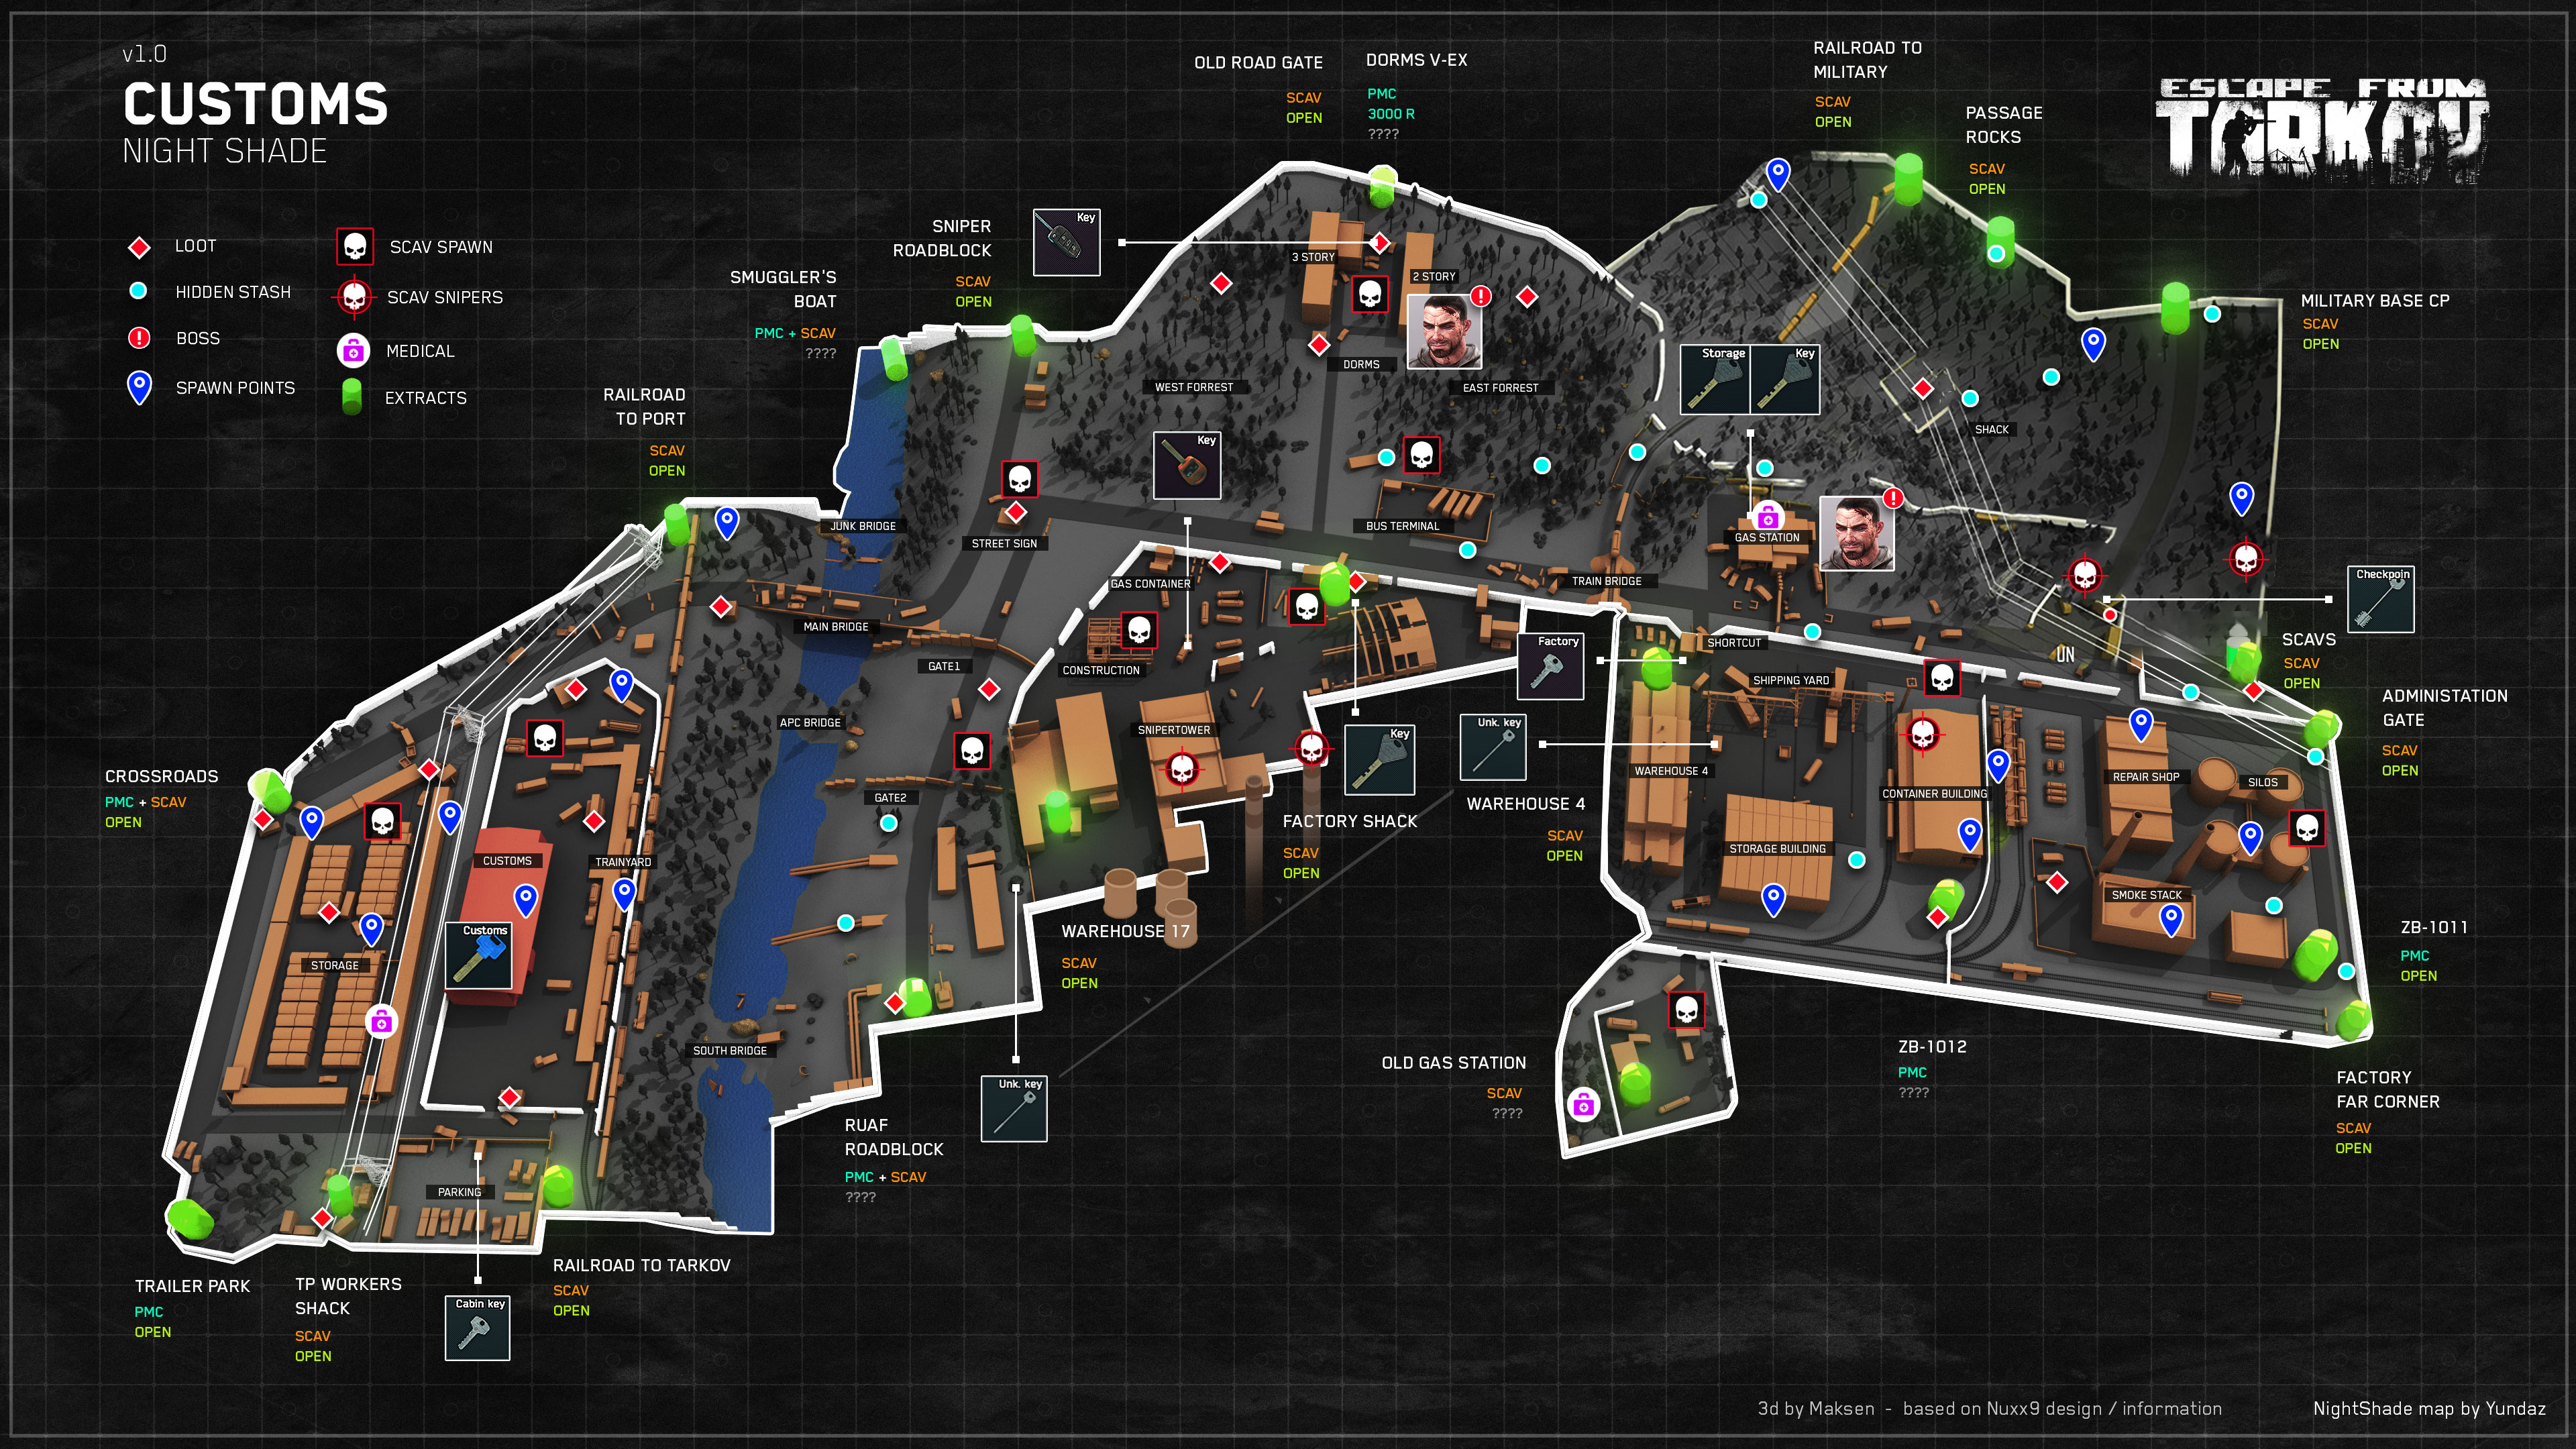 v1.0
CUSTOMS
NIGHT SHADE
LOOT
HIDDEN STASH
BOSS
SPAWN POINTS
SCAV SPAWN
SCAV SNIPERS
MEDICAL
EXTRACTS
ESCAPE FROM
TARKOV
OLD ROAD GATE
SCAV
OPEN
DORMS V-EX
PMC
3000 R
????
RAILROAD TO
MILITARY
SCAV
OPEN
PASSAGE
ROCKS
SCAV
OPEN
SNIPER
ROADBLOCK
SCAV
OPEN
Key
SMUGGLER'S
BOAT
PMC + SCAV
????
RAILROAD
TO PORT
SCAV
OPEN
MILITARY BASE CP
SCAV
OPEN
3 STORY
2 STORY
DORMS
WEST FORREST
EAST FORREST
Storage
Key
SHACK
Key
JUNK BRIDGE
STREET SIGN
BUS TERMINAL
GAS STATION
GAS CONTAINER
TRAIN BRIDGE
Checkpoin
MAIN BRIDGE
GATE1
CONSTRUCTION
Factory
SHORTCUT
UN
SCAVS
SCAV
OPEN
SHIPPING YARD
ADMINISTATION
GATE
SCAV
OPEN
APC BRIDGE
SNIPERTOWER
Key
Unk. key
WAREHOUSE 4
REPAIR SHOP
SILOS
CROSSROADS
PMC + SCAV
OPEN
GATE2
CONTAINER BUILDING
WAREHOUSE 4
SCAV
OPEN
FACTORY SHACK
SCAV
OPEN
CUSTOMS
TRAINYARD
STORAGE BUILDING
SMOKE STACK
Customs
WAREHOUSE 17
SCAV
OPEN
ZB-1011
PMC
OPEN
STORAGE
SOUTH BRIDGE
OLD GAS STATION
SCAV
????
ZB-1012
PMC
????
FACTORY
FAR CORNER
SCAV
OPEN
Unk. key
RUAF
ROADBLOCK
PMC + SCAV
????
PARKING
TRAILER PARK
PMC
OPEN
TP WORKERS
SHACK
SCAV
OPEN
Cabin key
RAILROAD TO TARKOV
SCAV
OPEN
3d by Maksen - based on Nuxx9 design / information
NightShade map by Yundaz